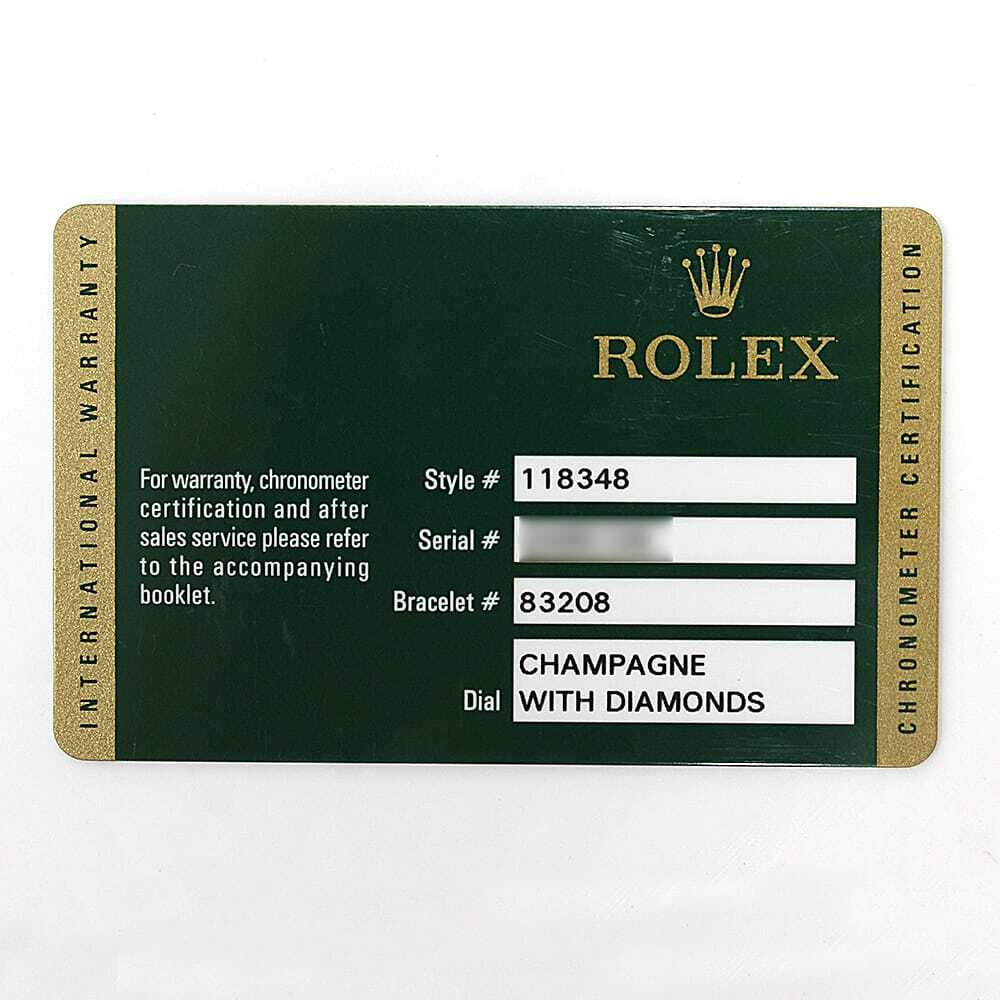 INTERNATIONAL WARRANTY
ROLEX
For warranty, chronometer
certification and after
sales service please refer
to the accompanying
booklet.
Style # 118348
Serial #
Bracelet # 83208
Dial CHAMPAGNE
WITH DIAMONDS
CHRONOMETER CERTIFICATION